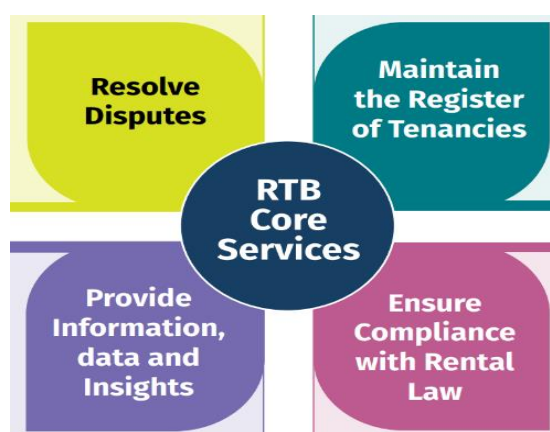 Resolve
Disputes
Maintain
the Register
of Tenancies
RTB
Core
Services
Provide
Information,
data and
Insights
Ensure
Compliance
with Rental
Law